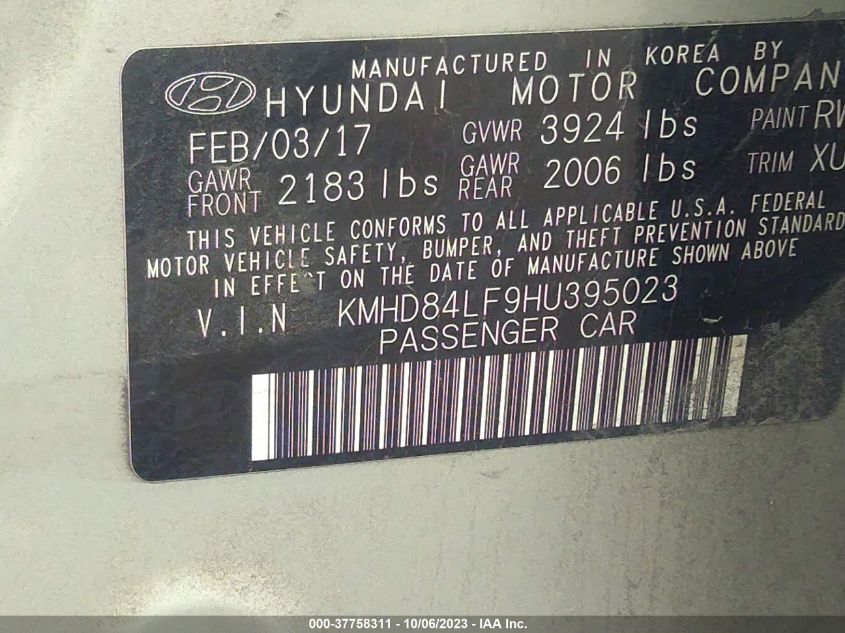 MANUFACTURED IN KOREA BY
HYUNDAI MOTOR COMPAN
FEB/03/17 GVWR 3924 lbs PAINT RW
GAWR FRONT 2183 lbs GAWR REAR 2006 lbs TRIM XU
THIS VEHICLE CONFORMS TO ALL APPLICABLE U.S.A. FEDERAL
MOTOR VEHICLE SAFETY, BUMPER, AND THEFT PREVENTION STANDARD
IN EFFECT ON THE DATE OF MANUFACTURE SHOWN ABOVE
V.I.N KMHD84LF9HU395023
PASSENGER CAR
000-37758311 - 10/06/2023 - IAA Inc.